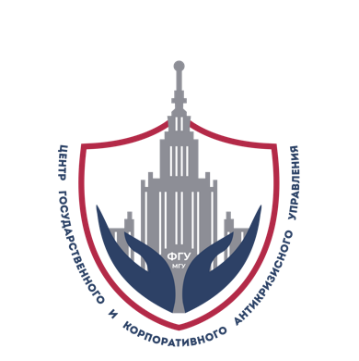 ЦЕНТР ГОСУДАРСТВЕННОГО И КОРПОРАТИВНОГО АНТИКРИЗИСНОГО УПРАВЛЕНИЯ
ФГУ
МГУ